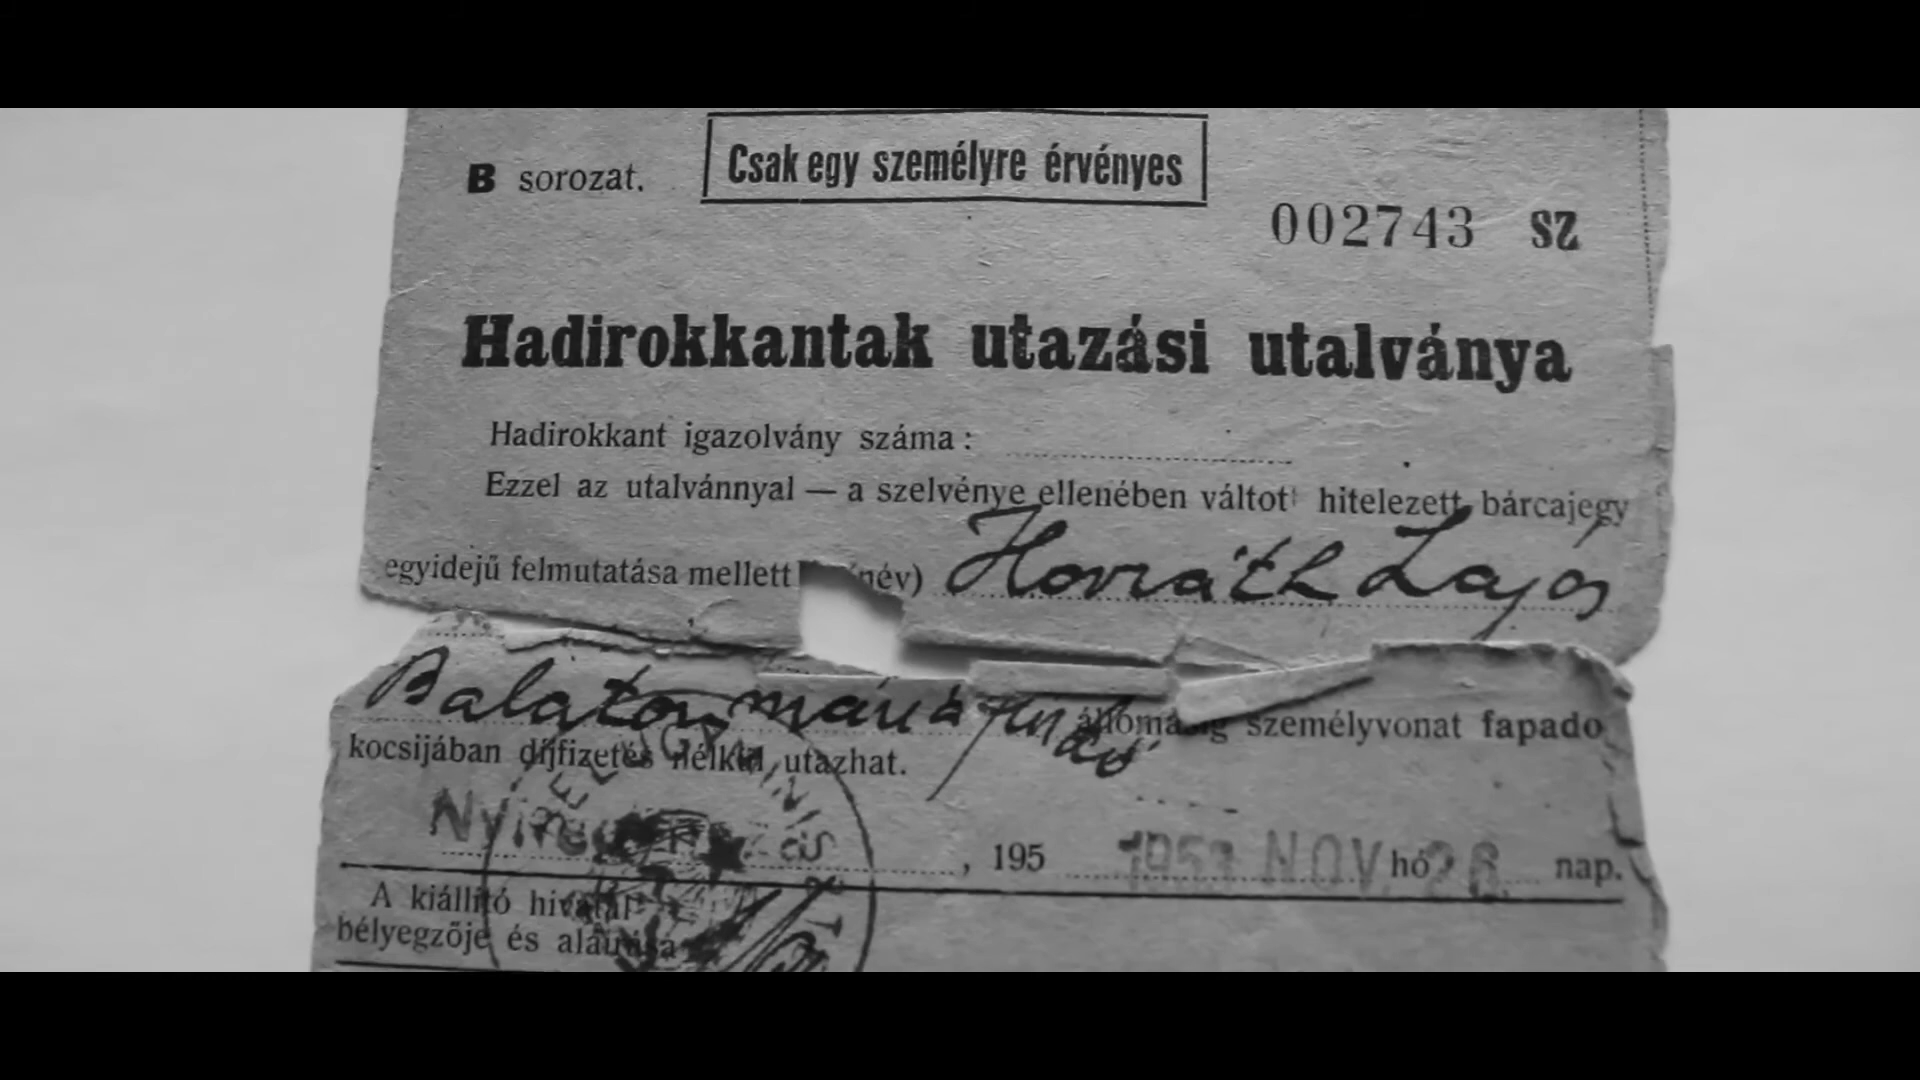 B sorozat.
Csak egy személyre érvényes
002743 SZ
Hadirokkantak utazási utalványa
Hadirokkant igazolvány száma :
Ezzel az utalvánnyal — a szelvénye ellenében váltott hitelezett bárcajegy
egyidejű felmutatása mellett név) Horváth Lajos
Balatonmáriafürdő állomásig személyvonat fapado
kocsijában díjfizetés nélkül utazhat.
, 195 NOV. hó 26. nap.
A kiállító hivatal
bélyegzője és aláírása